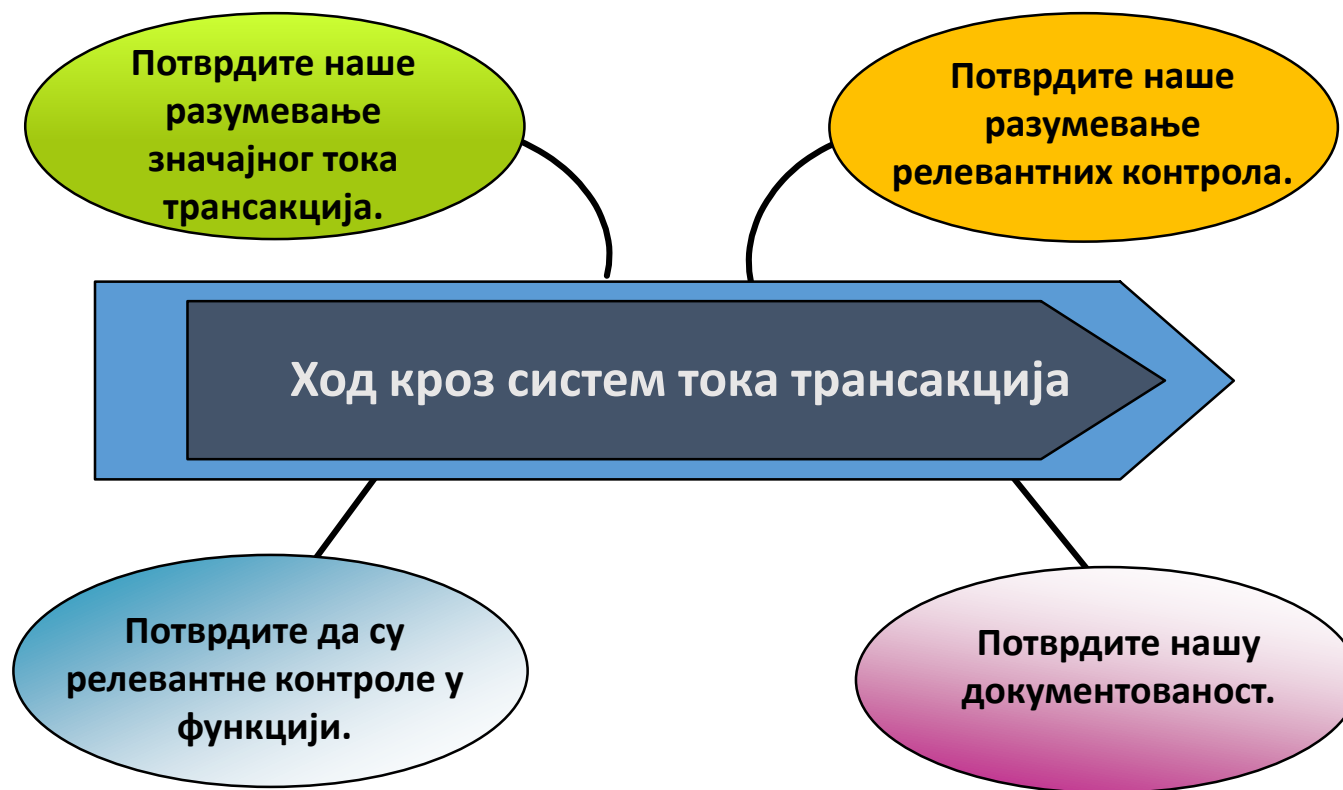 Потврдите наше
разумевање
значајног тока
трансакција.
Потврдите наше
разумевање
релевантних контрола.
Ход кроз систем тока трансакција
Потврдите да су
релевантне контроле у
функцији.
Потврдите нашу
документованост.